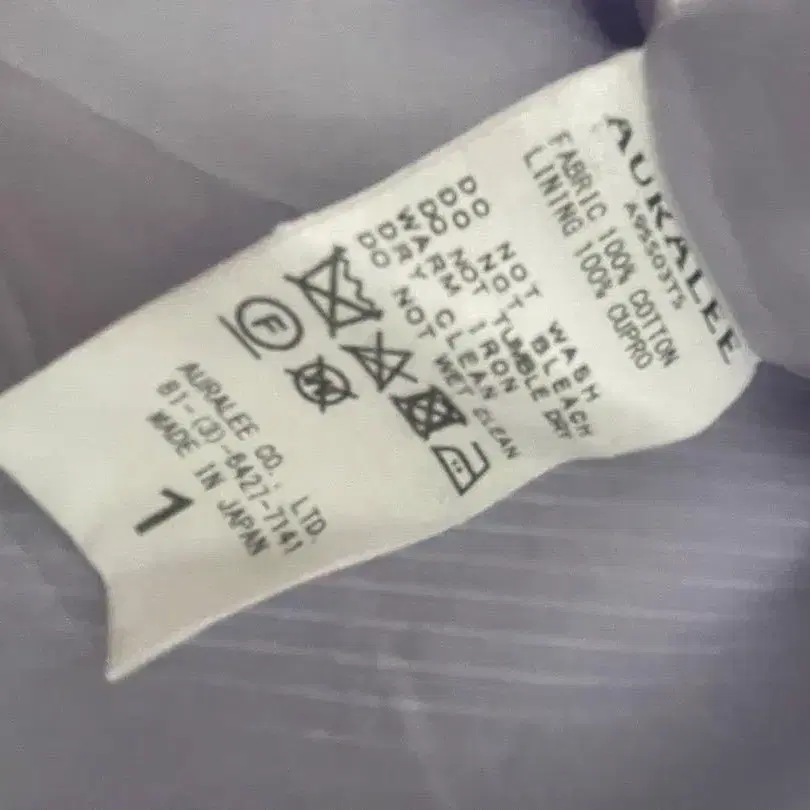 AURALEE
A9SS03TS
FABRIC 100% COTTON
LINING 100% CUPRO
DO NOT WASH
DO NOT BLEACH
DO NOT TUMBLE DRY
WARM IRON
DRY CLEAN
DO NOT WET CLEAN
F
W
AURALEE CO., LTD.
81-(3)-6427-7141
MADE IN JAPAN
1